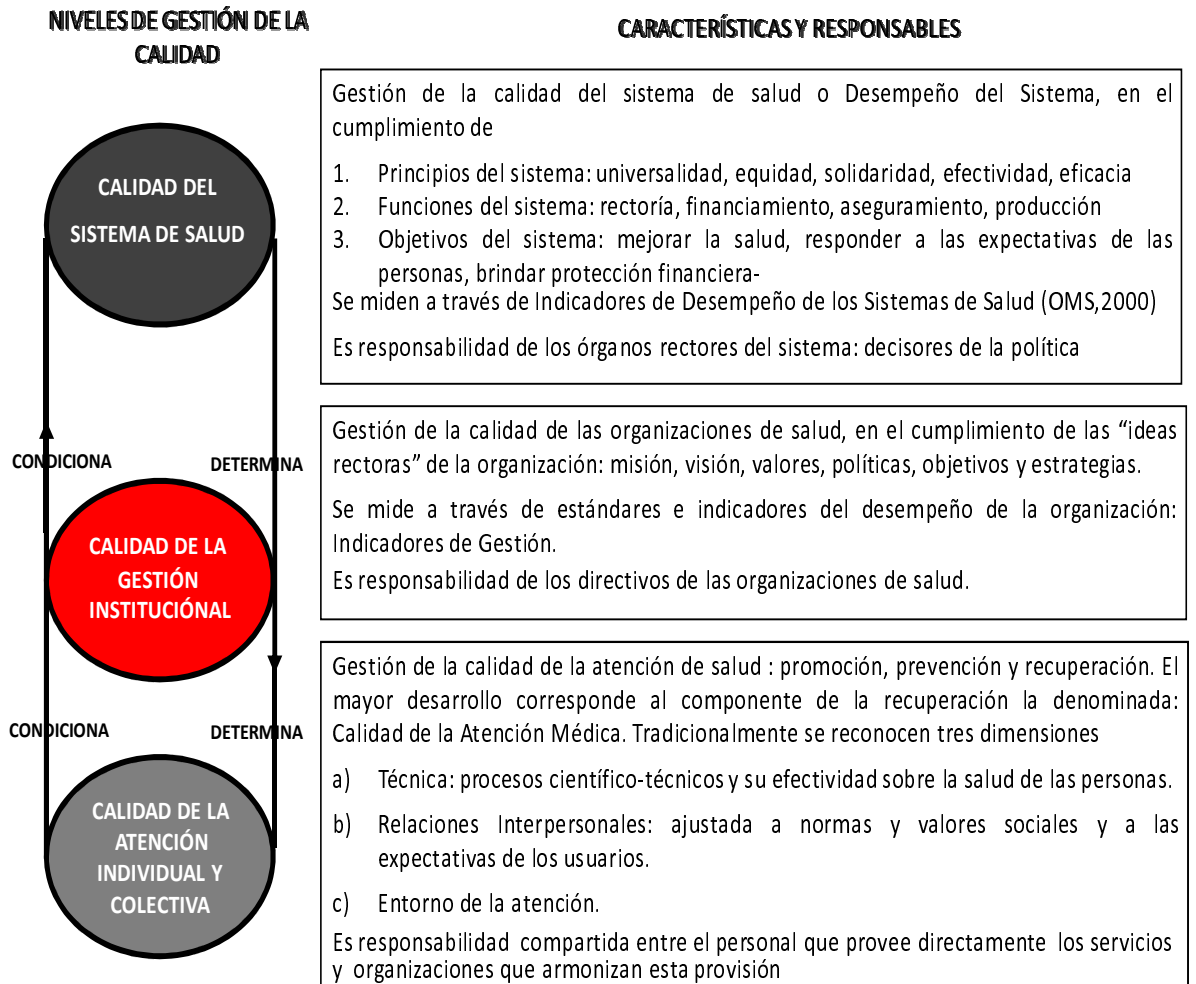 NIVELES DE GESTIÓN DE LA
CALIDAD
CARACTERÍSTICAS Y RESPONSABLES
CALIDAD DEL
SISTEMA DE SALUD
Gestión de la calidad del sistema de salud o Desempeño del Sistema, en el
cumplimiento de
1. Principios del sistema: universalidad, equidad, solidaridad, efectividad, eficacia
2. Funciones del sistema: rectoría, financiamiento, aseguramiento, producción
3. Objetivos del sistema: mejorar la salud, responder a las expectativas de las
personas, brindar protección financiera-
Se miden a través de Indicadores de Desempeño de los Sistemas de Salud (OMS,2000)
Es responsabilidad de los órganos rectores del sistema: decisores de la política
CONDICIONA
DETERMINA
CALIDAD DE LA
GESTIÓN
INSTITUCIÓNAL
Gestión de la calidad de las organizaciones de salud, en el cumplimiento de las “ideas
rectoras” de la organización: misión, visión, valores, políticas, objetivos y estrategias.
Se mide a través de estándares e indicadores del desempeño de la organización:
Indicadores de Gestión.
Es responsabilidad de los directivos de las organizaciones de salud.
CONDICIONA
DETERMINA
CALIDAD DE LA
ATENCIÓN
INDIVIDUAL Y
COLECTIVA
Gestión de la calidad de la atención de salud : promoción, prevención y recuperación. El
mayor desarrollo corresponde al componente de la recuperación la denominada:
Calidad de la Atención Médica. Tradicionalmente se reconocen tres dimensiones
a) Técnica: procesos científico-técnicos y su efectividad sobre la salud de las personas.
b) Relaciones Interpersonales: ajustada a normas y valores sociales y a las
expectativas de los usuarios.
c) Entorno de la atención.
Es responsabilidad compartida entre el personal que provee directamente los servicios
y organizaciones que armonizan esta provisión